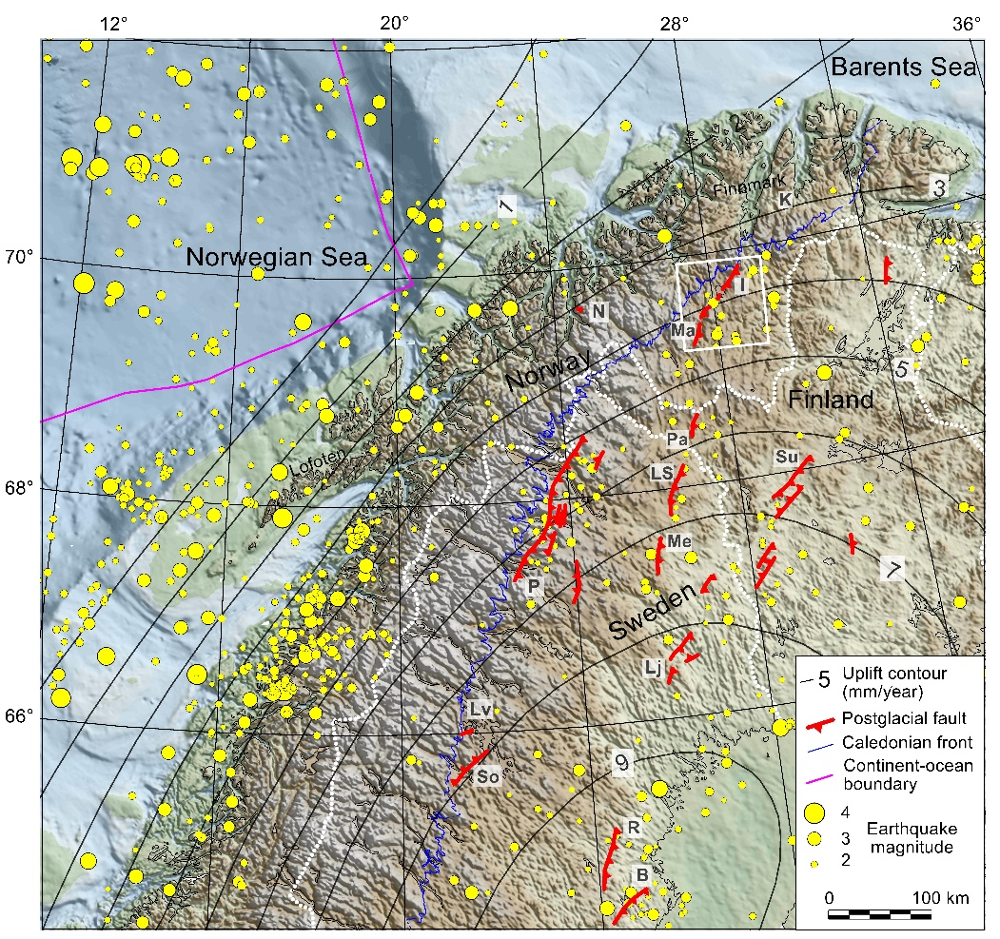 12°
20°
28°
36°
Barents Sea
2
Finnmark
3
K
1
70°
Norwegian Sea
I
N
Ma
Norway
5
Finland
Pa
Su
Lofoten
LS
68°
Me
7
P
Sweden
Lj
66°
Lv
9
So
R
B
5 Uplift contour
(mm/year)
Postglacial fault
Caledonian front
Continent-ocean
boundary
4
3 Earthquake
magnitude
2
0 100 km